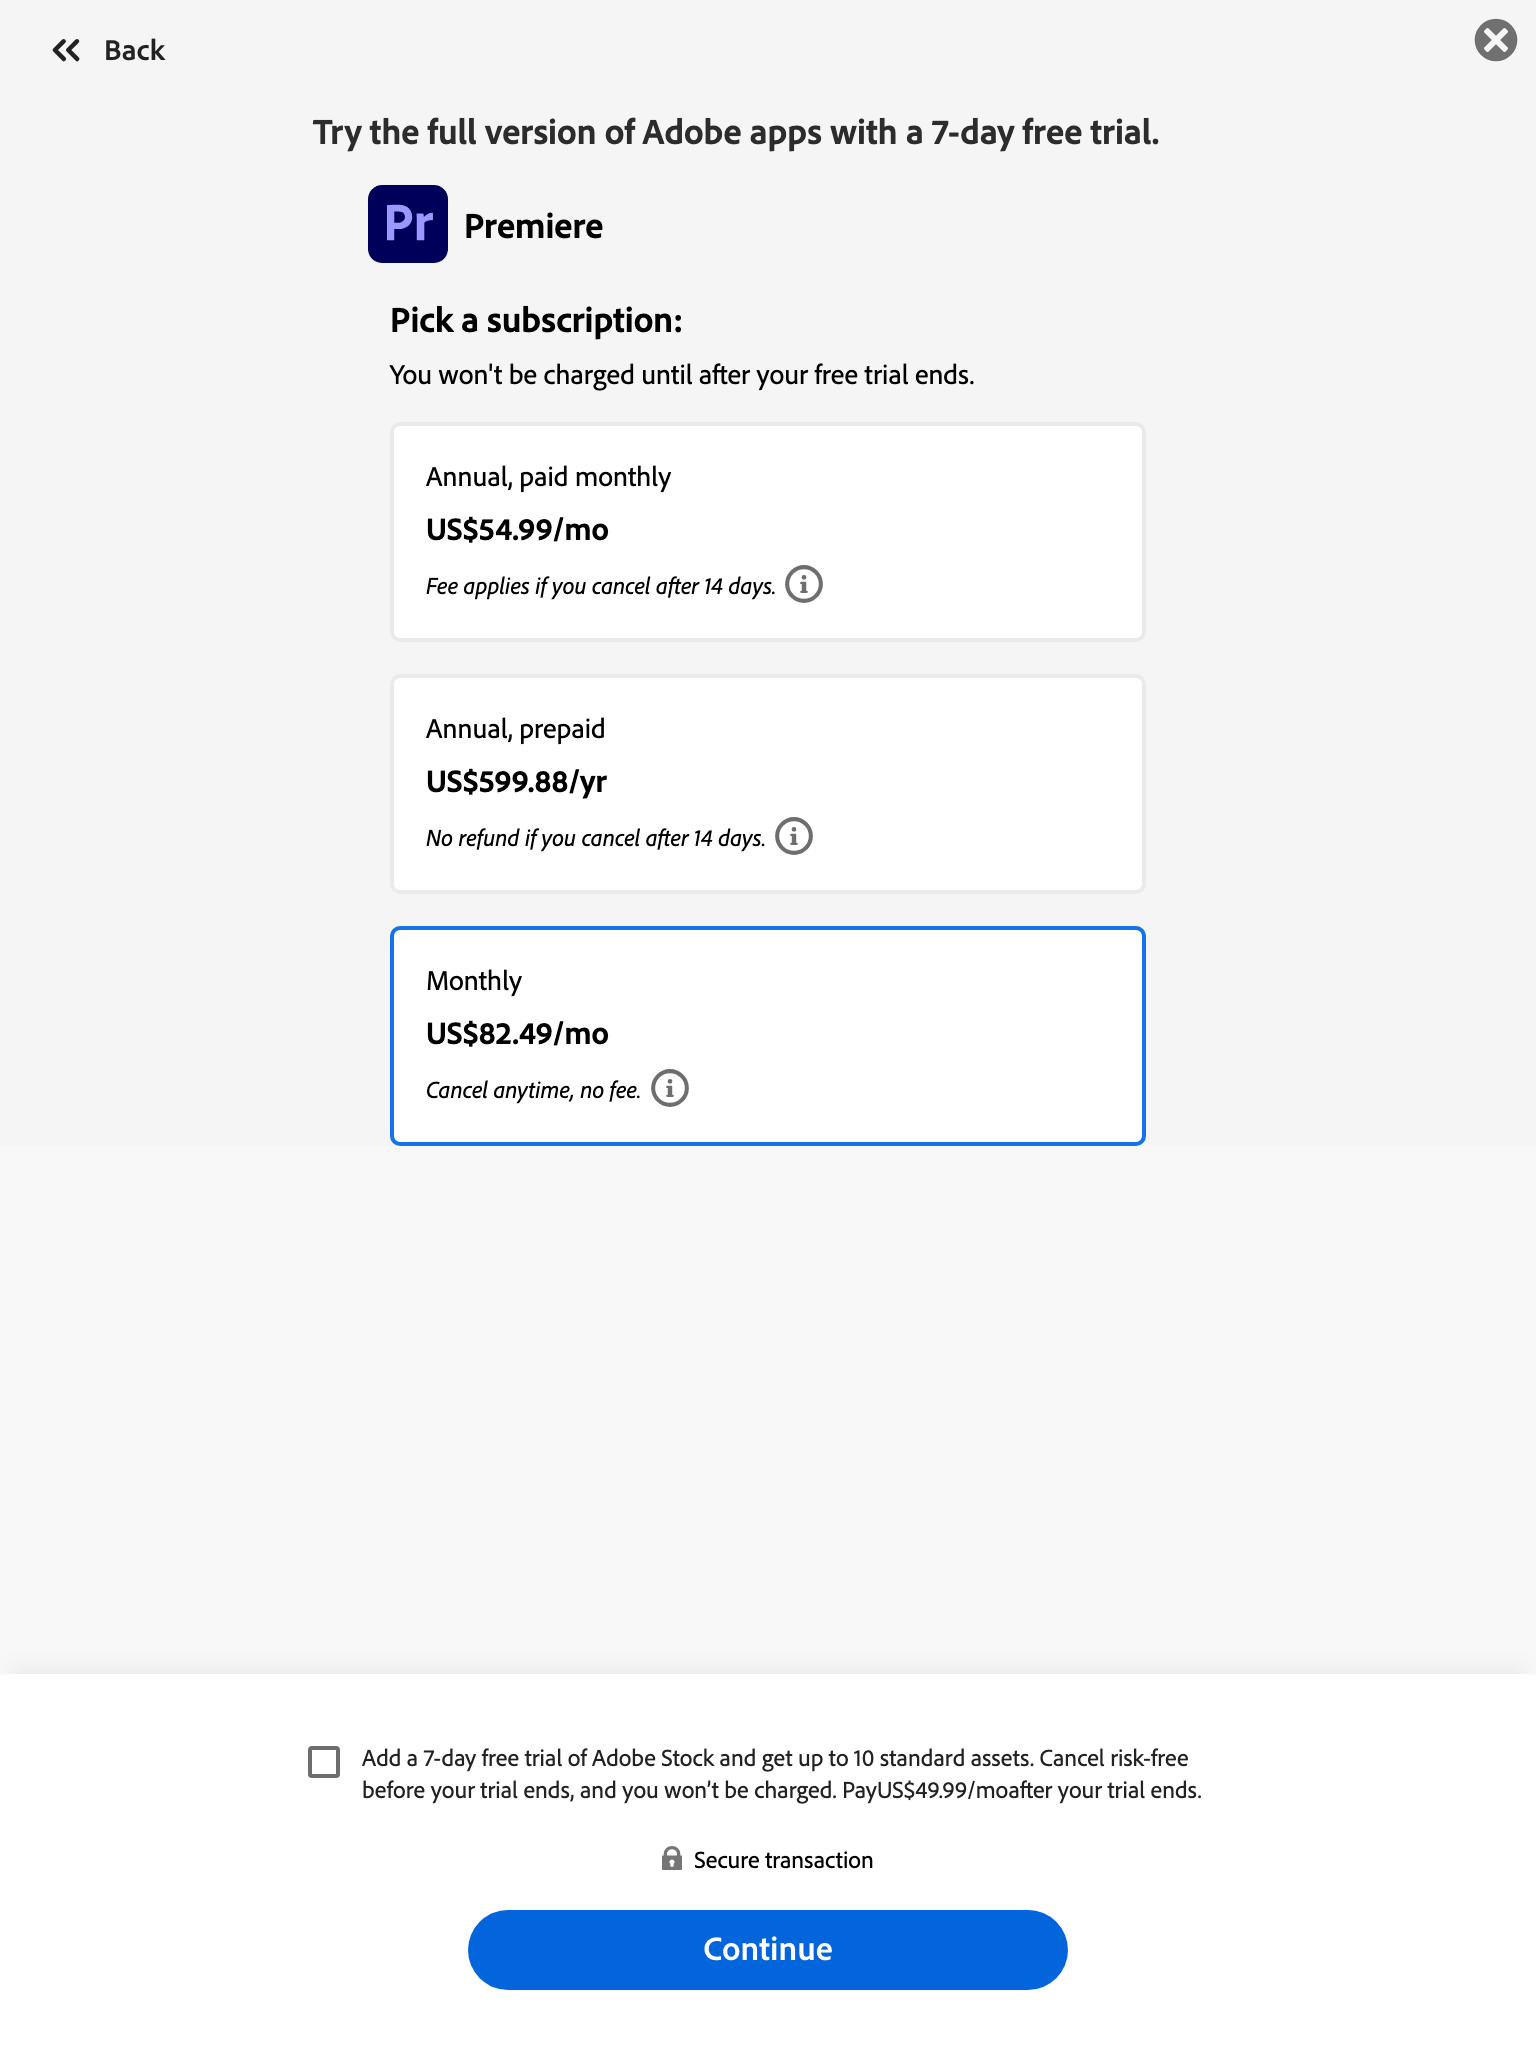 Back
Try the full version of Adobe apps with a 7-day free trial.
Pr
Premiere
Pick a subscription:
You won't be charged until after your free trial ends.
Annual, paid monthly
US$54.99/mo
Fee applies if you cancel after 14 days.
Annual, prepaid
US$599.88/yr
No refund if you cancel after 14 days.
Monthly
US$82.49/mo
Cancel anytime, no fee.
Add a 7-day free trial of Adobe Stock and get up to 10 standard assets. Cancel risk-free
before your trial ends, and you won’t be charged. PayUS$49.99/moafter your trial ends.
Secure transaction
Continue